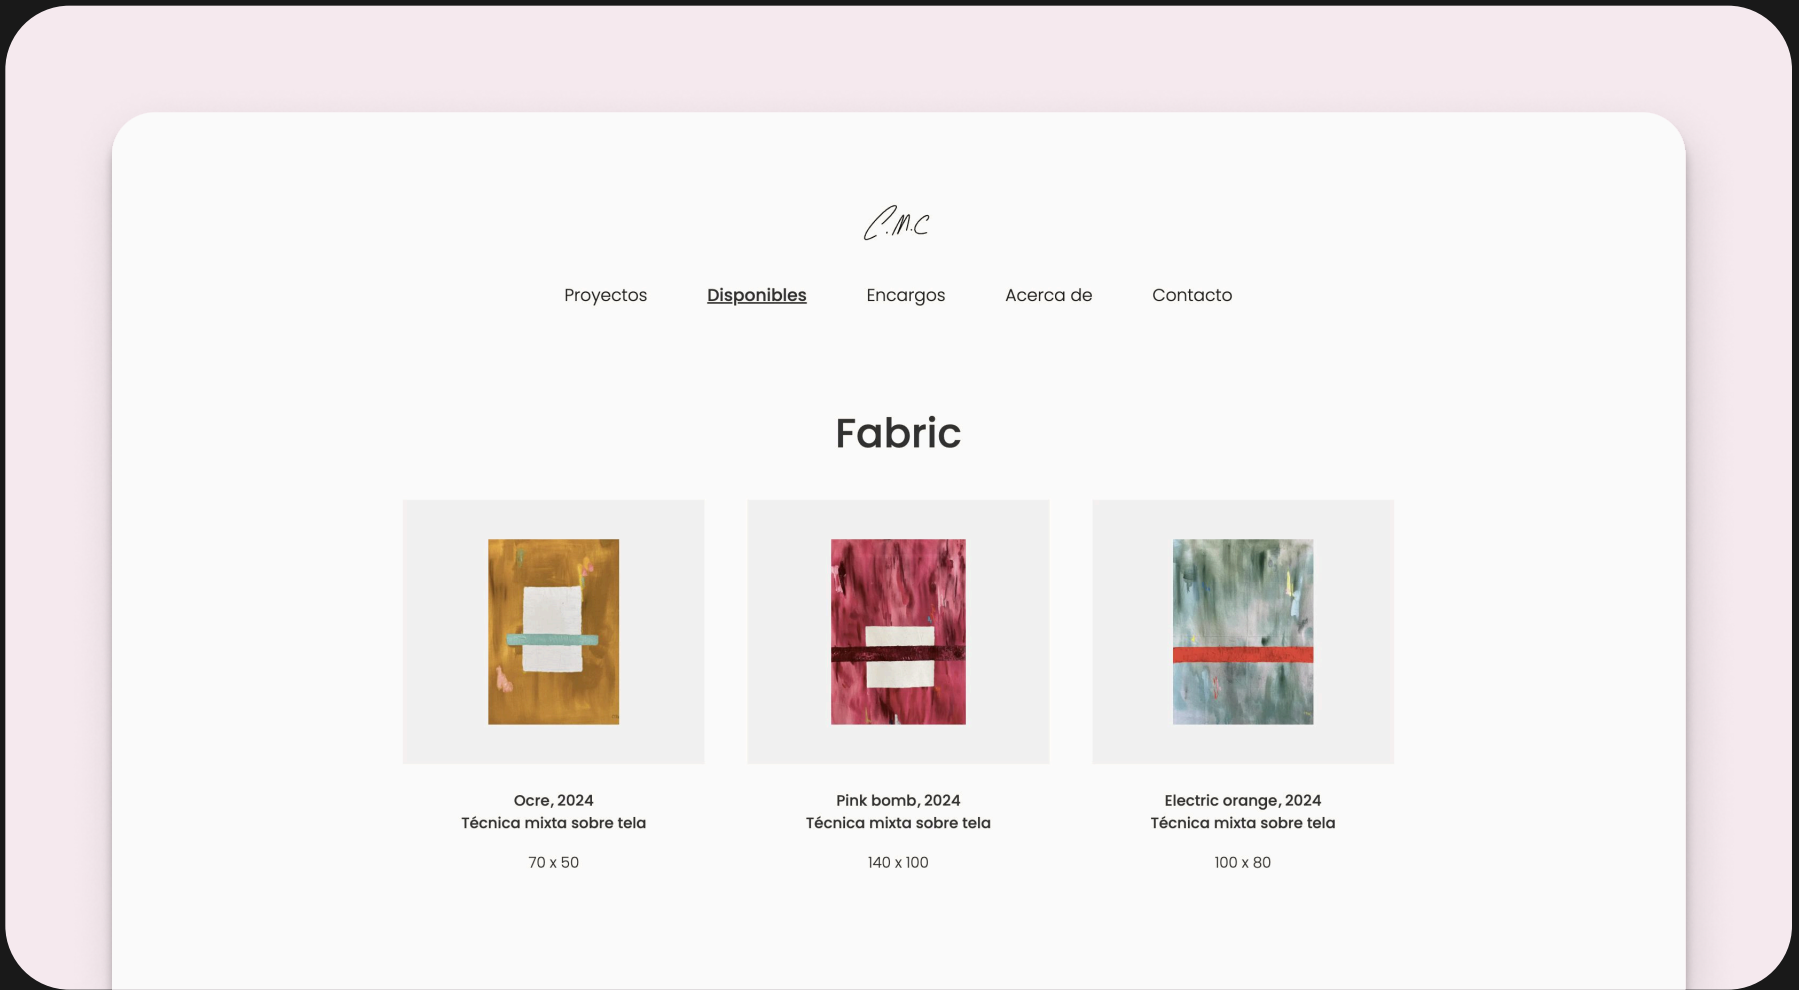 C.M.C
Proyectos Disponibles Encargos Acerca de Contacto
Fabric
Ocre, 2024
Técnica mixta sobre tela
70 x 50
Pink bomb, 2024
Técnica mixta sobre tela
140 x 100
Electric orange, 2024
Técnica mixta sobre tela
100 x 80